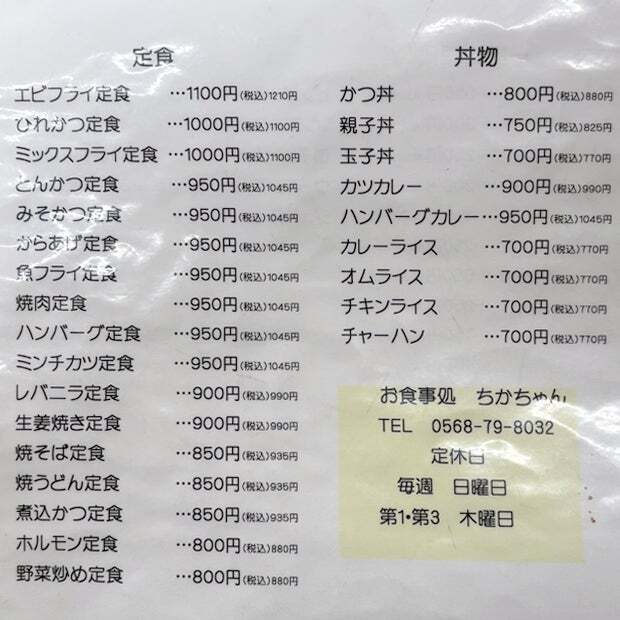 定食
エビフライ定食 …1100円(税込)1210円
ひれかつ定食 …1000円(税込)1100円
ミックスフライ定食 …1000円(税込)1100円
とんかつ定食 …950円(税込)1045円
みそかつ定食 …950円(税込)1045円
からあげ定食 …950円(税込)1045円
魚フライ定食 …950円(税込)1045円
焼肉定食 …950円(税込)1045円
ハンバーグ定食 …950円(税込)1045円
ミンチカツ定食 …950円(税込)1045円
レバニラ定食 …900円(税込)990円
生姜焼き定食 …900円(税込)990円
焼そば定食 …850円(税込)935円
焼うどん定食 …850円(税込)935円
煮込かつ定食 …850円(税込)935円
ホルモン定食 …800円(税込)880円
野菜炒め定食 …800円(税込)880円
丼物
かつ丼 …800円(税込)880円
親子丼 …750円(税込)825円
玉子丼 …700円(税込)770円
カツカレー …900円(税込)990円
ハンバーグカレー…950円(税込)1045円
カレーライス …700円(税込)770円
オムライス …700円(税込)770円
チキンライス …700円(税込)770円
チャーハン …700円(税込)770円
お食事処 ちかちゃん
TEL 0568-79-8032
定休日
毎週 日曜日
第1・第3 木曜日